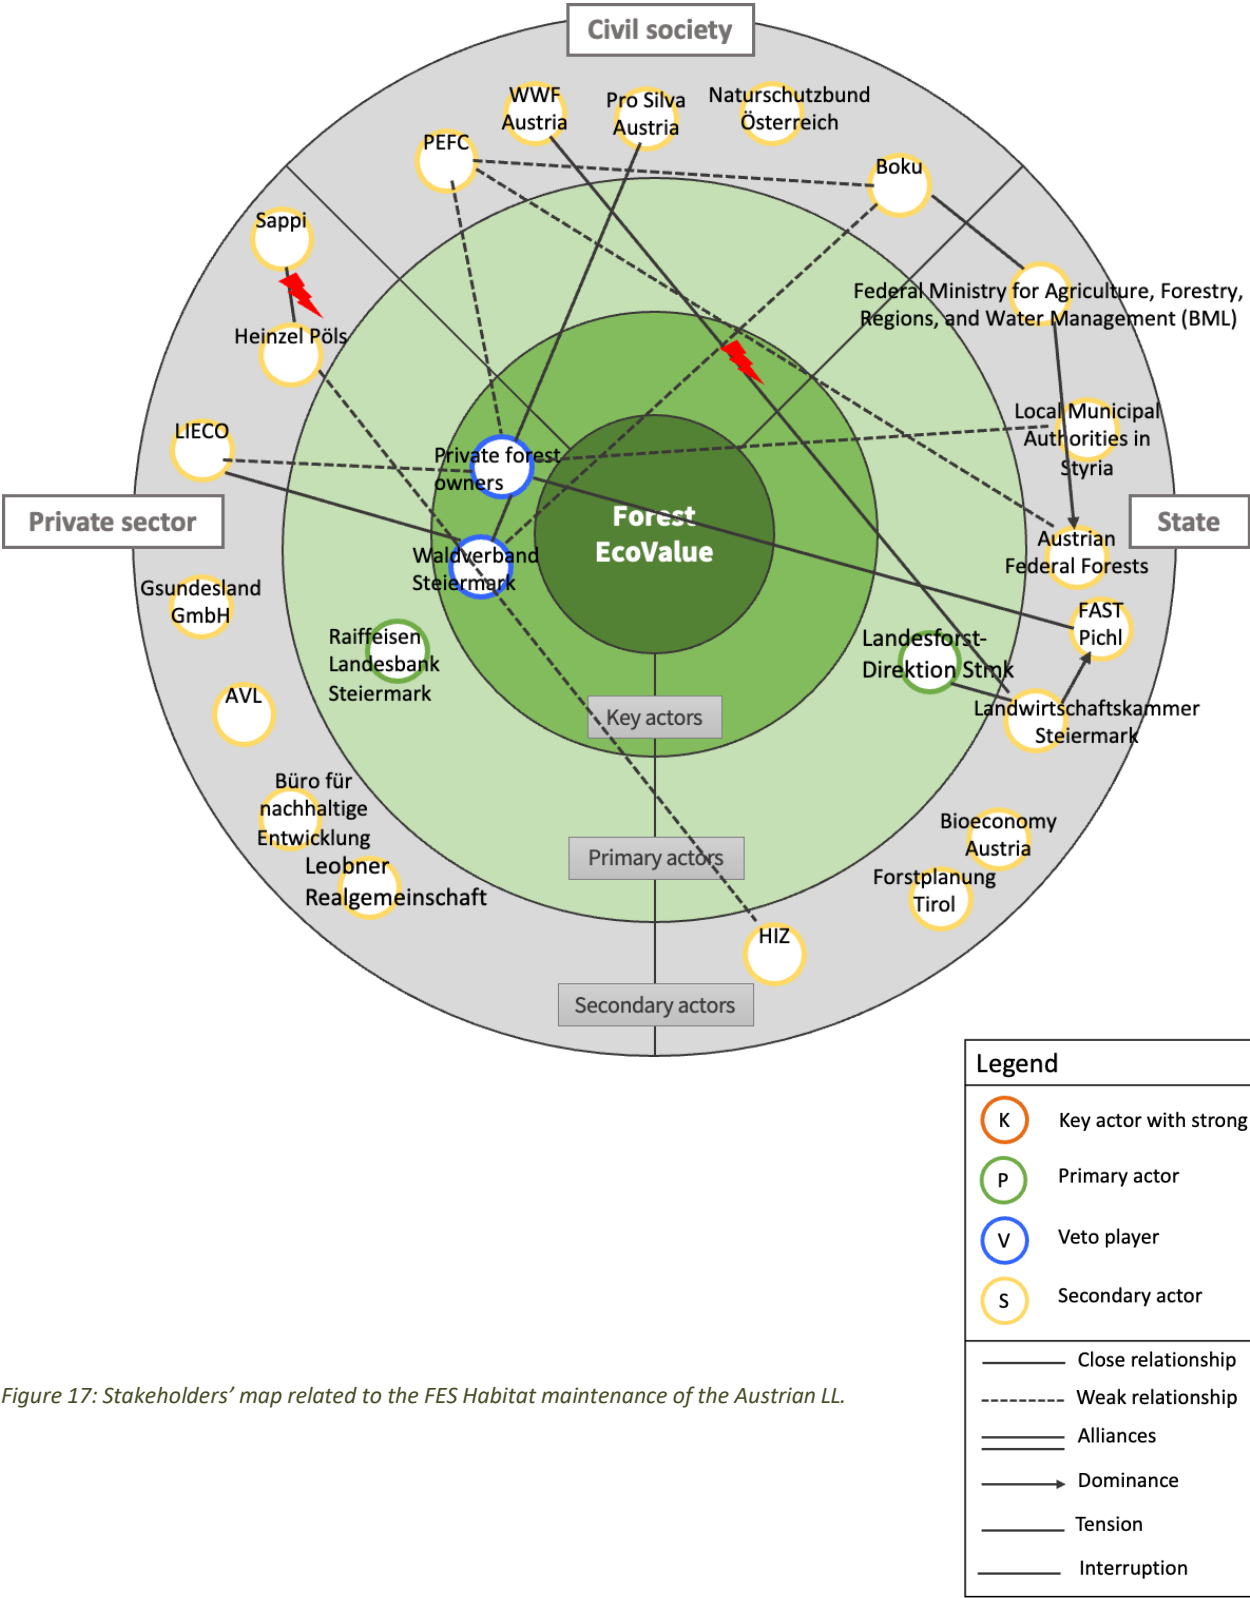 Civil society
WWF
Austria
Pro Silva
Austria
Naturschutzbund
Österreich
PEFC
Boku
Sappi
Federal Ministry for Agriculture, Forestry,
Regions, and Water Management (BML)
Heinzel Pöls
LIECO
Local Municipal
Authorities in
Styria
Private forest
owners
Private sector
Forest
EcoValue
State
Waldverband
Steiermark
Austrian
Federal Forests
Gsundesland
GmbH
FAST
Pichl
Raiffeisen
Landesbank
Steiermark
Landesforst-
Direktion Stmk
AVL
Key actors
Landwirtschaftskammer
Steiermark
Büro für
nachhaltige
Entwicklung
Leobner
Realgemeinschaft
Primary actors
Bioeconomy
Austria
Forstplanung
Tirol
HIZ
Secondary actors
Legend
K Key actor with strong
P Primary actor
V Veto player
S Secondary actor
Close relationship
Weak relationship
Alliances
Dominance
Tension
Interruption
Figure 17: Stakeholders’ map related to the FES Habitat maintenance of the Austrian LL.